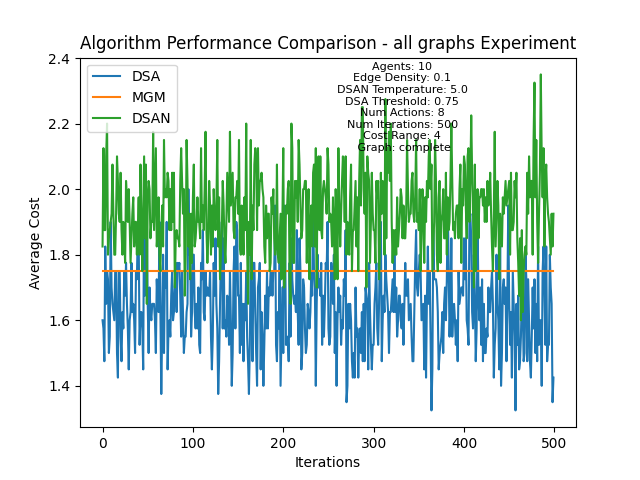 Algorithm Performance Comparison - all graphs Experiment
DSA
MGM
DSAN
Agents: 10
Edge Density: 0.1
DSAN Temperature: 5.0
DSA Threshold: 0.75
Num Actions: 8
Num Iterations: 500
Cost Range: 4
Graph: complete
Average Cost
2.4
2.2
2.0
1.8
1.6
1.4
0
100
200
300
400
500
Iterations